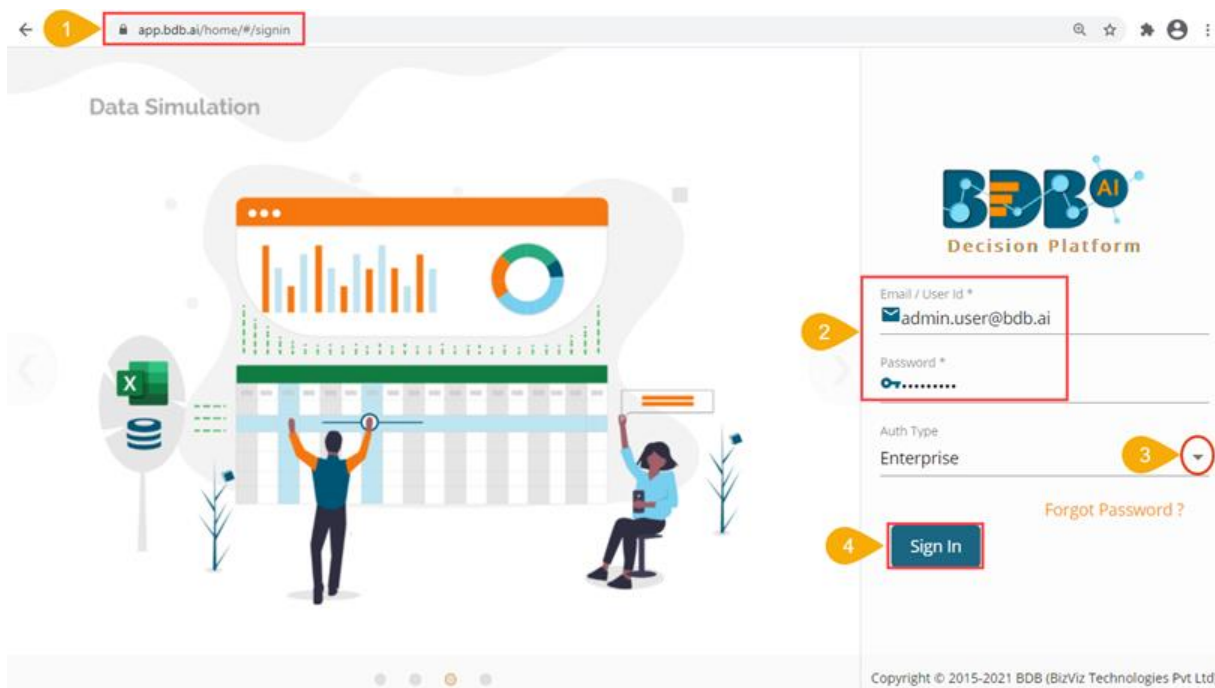 1
app.bdb.ai/home/#/signin
Data Simulation
X
BDB AI
Decision Platform
2
Email / User Id *
admin.user@bdb.ai
Password *
.........
Auth Type
Enterprise
3
Forgot Password ?
4
Sign In
Copyright © 2015-2021 BDB (BizViz Technologies Pvt Ltd